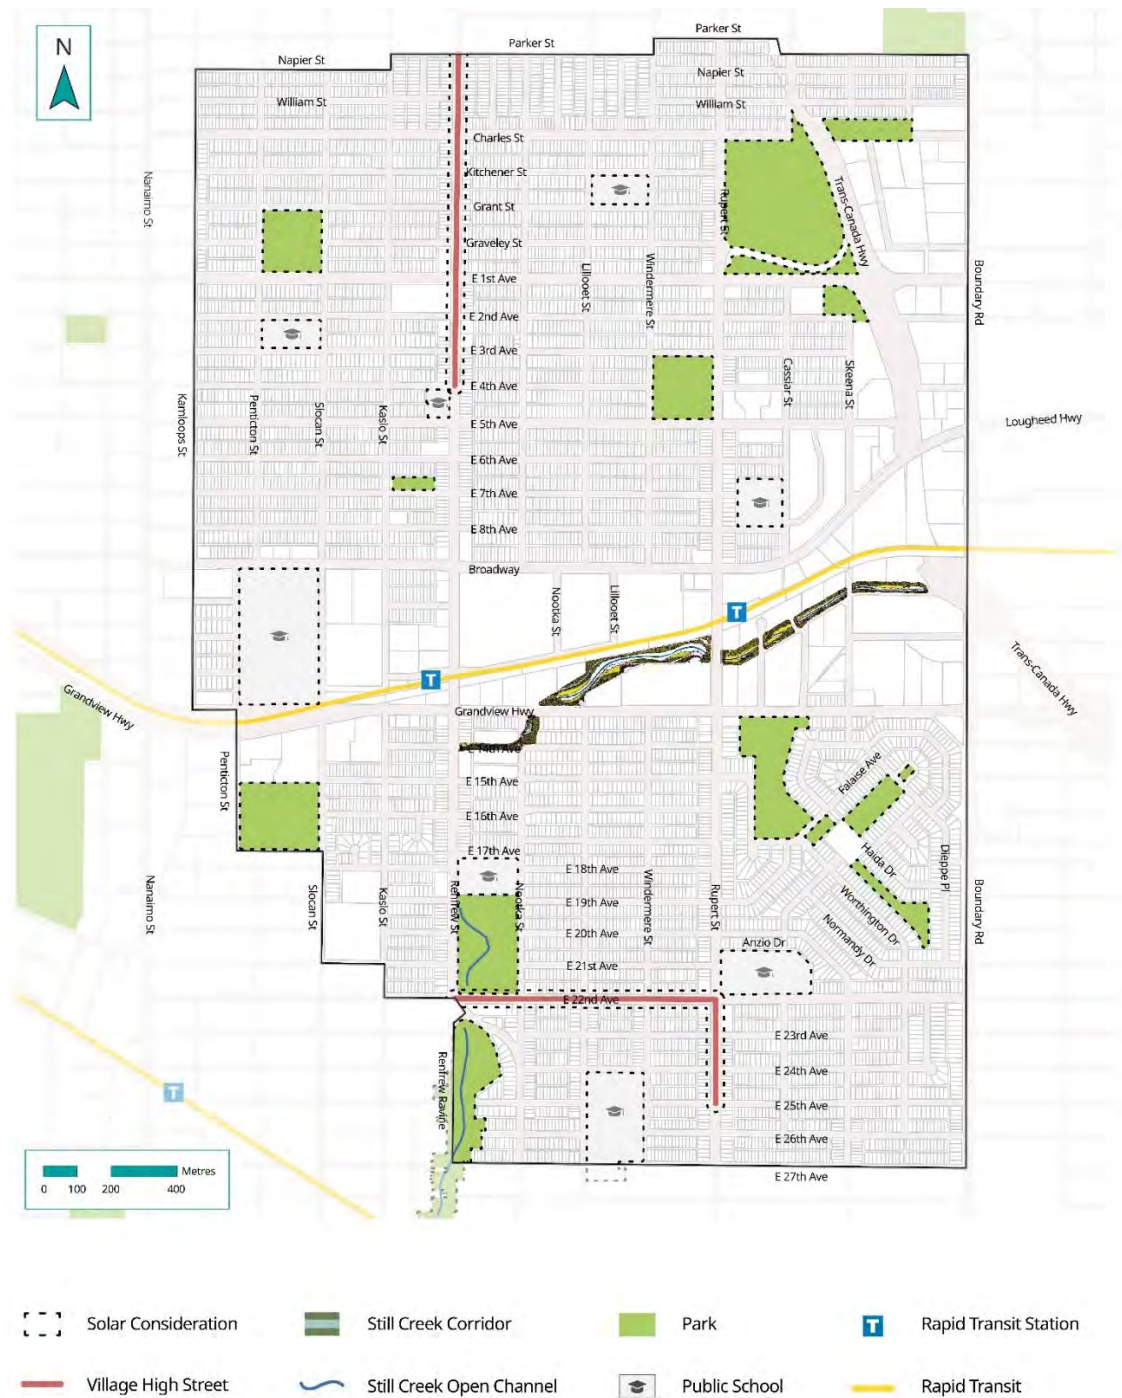 N
Parker St
Parker St
Napier St
Napier St
William St
William St
Charles St
Kitchener St
Grant St
Graveley St
E 1st Ave
E 2nd Ave
E 3rd Ave
E 4th Ave
E 5th Ave
E 6th Ave
E 7th Ave
E 8th Ave
Broadway
Nanaimo St
Kamloops St
Penticton St
Slocan St
Kaslo St
Lillooet St
Windermere St
Rupert St
Trans-Canada Hwy
Boundary Rd
Cassiar St
Skeena St
Lougheed Hwy
Nootka St
Lillooet St
T
T
Grandview Hwy
Grandview Hwy
Trans-Canada Hwy
E 14th Ave
E 15th Ave
E 16th Ave
E 17th Ave
E 18th Ave
E 19th Ave
E 20th Ave
E 21st Ave
E 22nd Ave
Penticton St
Nanaimo St
Slocan St
Kaslo St
Renfrew St
Nootka St
Windermere St
Rupert St
Falaise Ave
Haida Dr
Dieppe Pl
Worthington Dr
Normandy Dr
Anzio Dr
Boundary Rd
E 23rd Ave
E 24th Ave
E 25th Ave
E 26th Ave
E 27th Ave
Renfrew Ravine
T
Metres
0 100 200 400
Solar Consideration
Still Creek Corridor
Park
T Rapid Transit Station
Village High Street
Still Creek Open Channel
Public School
Rapid Transit